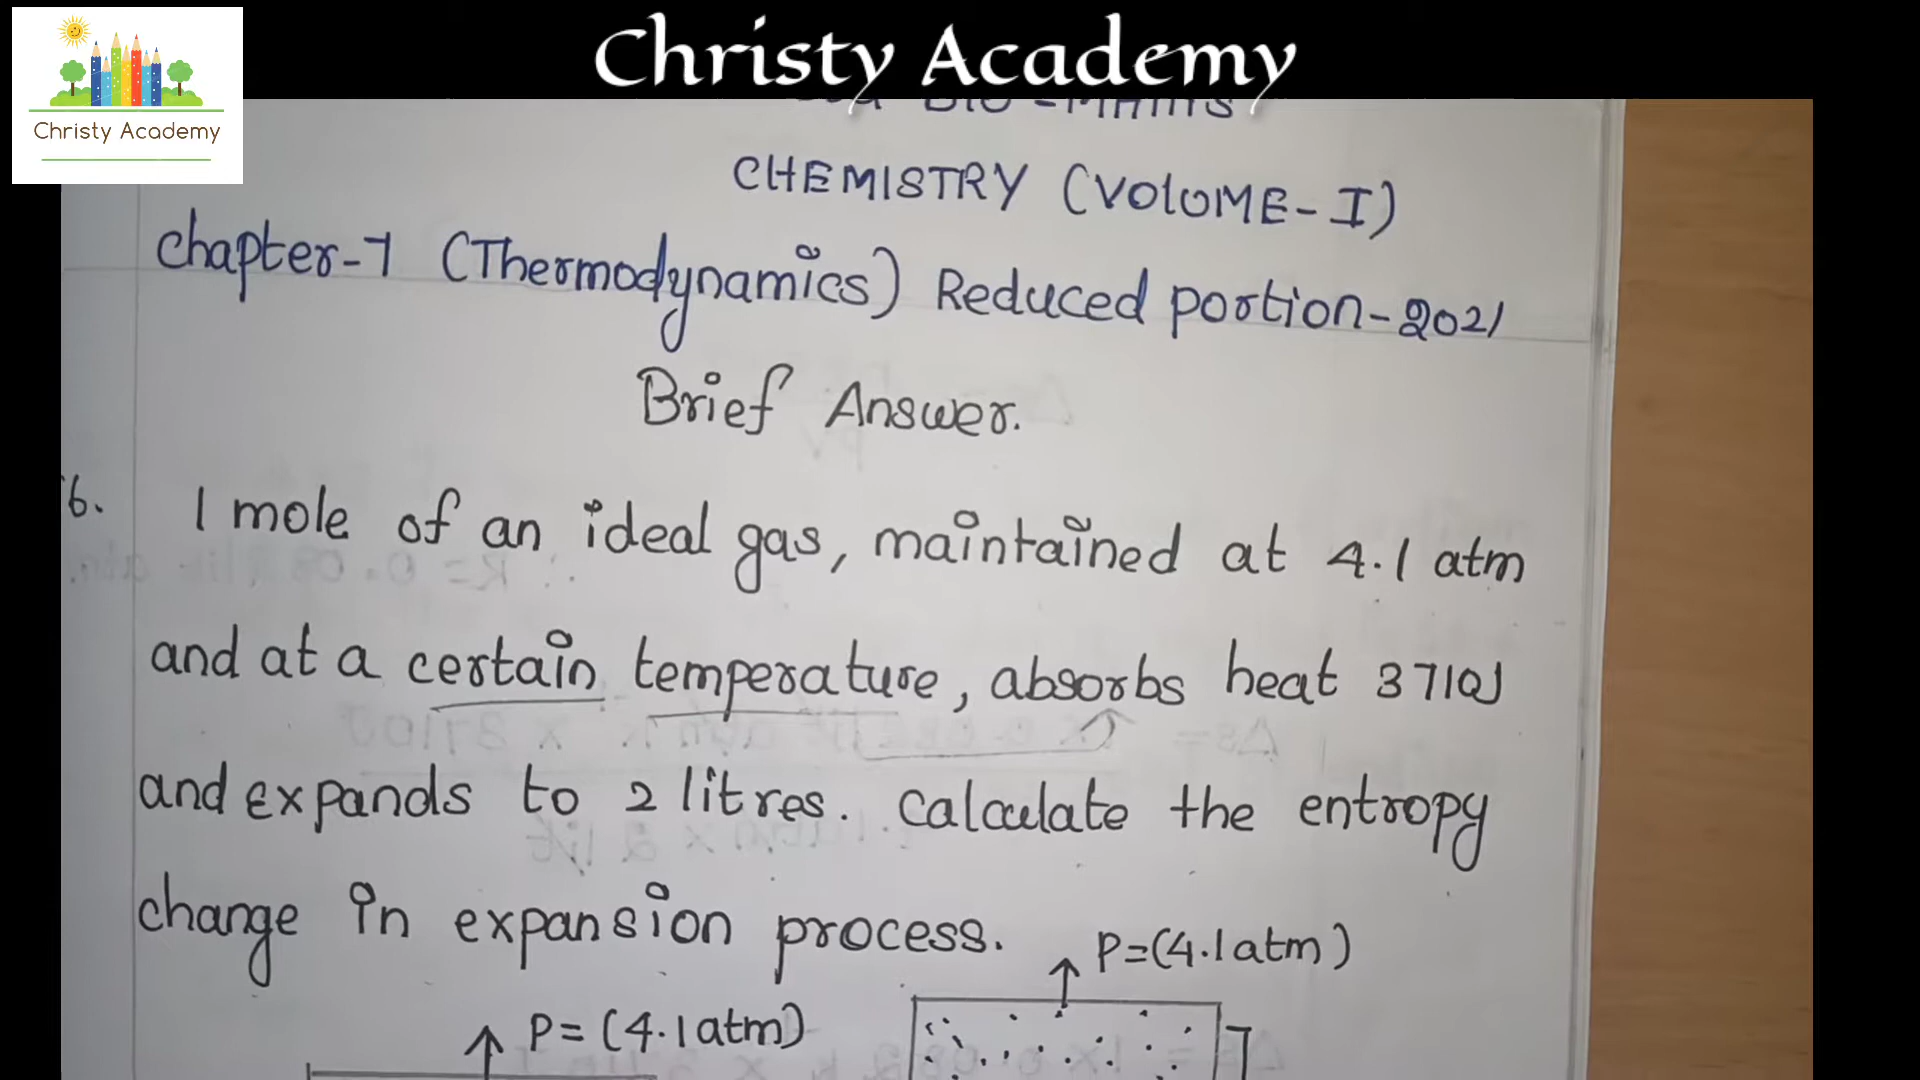 Christy Academy
Christy Academy
CHEMISTRY (VOLUME-I)
chapter-7 (Thermodynamics) Reduced portion-2021
Brief Answer.
6. 1 mole of an ideal gas, maintained at 4.1 atm
and at a certain temperature, absorbs heat 3710J
and expands to 2 litres. Calculate the entropy
change in expansion process.
P=(4.1atm)
P=(4.1atm)